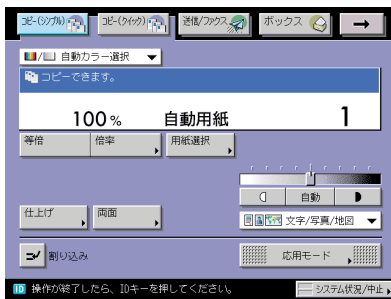 コピー(シンプル)
コピー(クイック)
送信/ファクス
ボックス
自動カラー選択
コピーできます。
100% 自動用紙 1
等倍
倍率
用紙選択
自動
仕上げ
両面
文字/写真/地図
割り込み
応用モード
ID 操作が終了したら、IDキーを押してください。
システム状況/中止